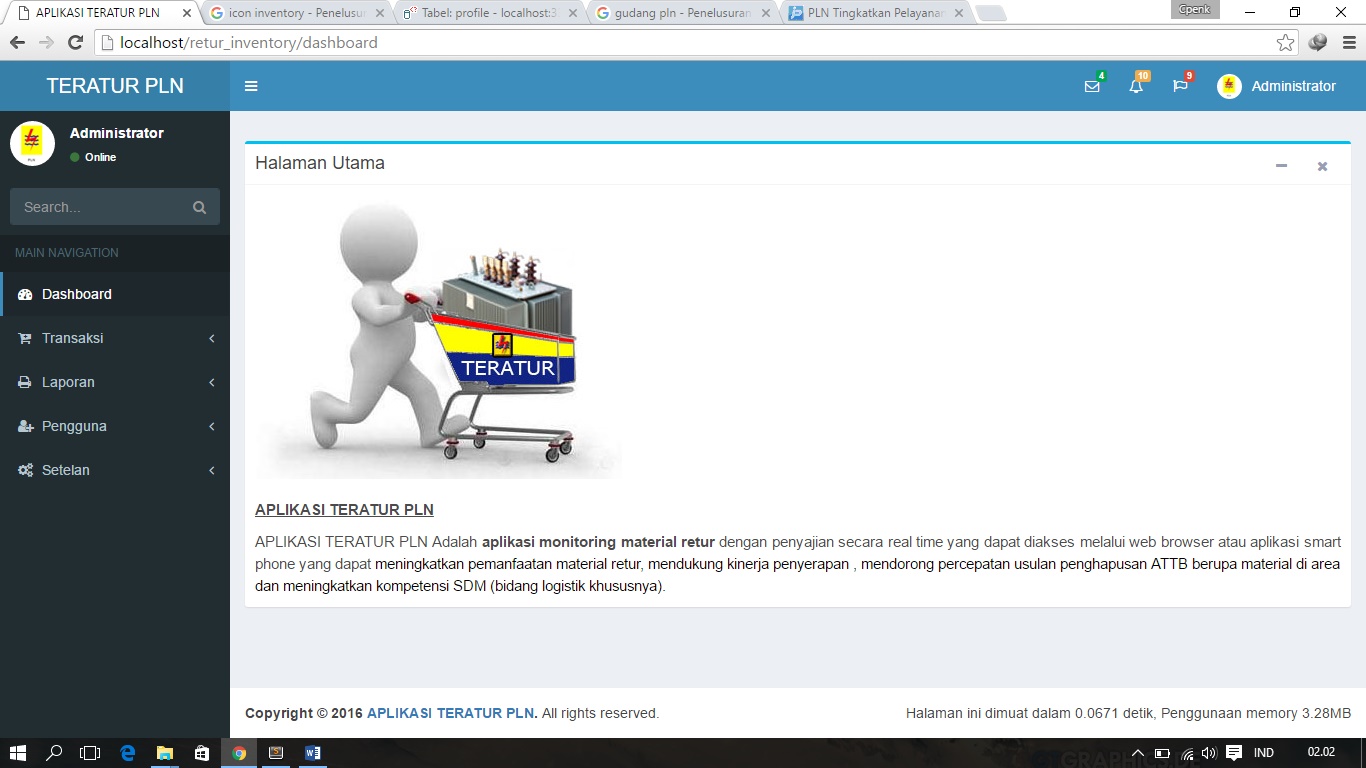 APLIKASI TERATUR PLN
icon inventory - Penelusur
Tabel: profile - localhost:3
gudang pln - Penelusuran
PLN Tingkatkan Pelayanan
Cpenk
localhost/retur_inventory/dashboard
TERATUR PLN
4
10
9
Administrator
Administrator
Online
Search...
MAIN NAVIGATION
Dashboard
Transaksi
Laporan
Pengguna
Setelan
Halaman Utama
TERATUR
APLIKASI TERATUR PLN
APLIKASI TERATUR PLN Adalah aplikasi monitoring material retur dengan penyajian secara real time yang dapat diakses melalui web browser atau aplikasi smart
phone yang dapat meningkatkan pemanfaatan material retur, mendukung kinerja penyerapan , mendorong percepatan usulan penghapusan ATTB berupa material di area
dan meningkatkan kompetensi SDM (bidang logistik khususnya).
Copyright © 2016 APLIKASI TERATUR PLN. All rights reserved.
Halaman ini dimuat dalam 0.0671 detik, Penggunaan memory 3.28MB
IND
02.02